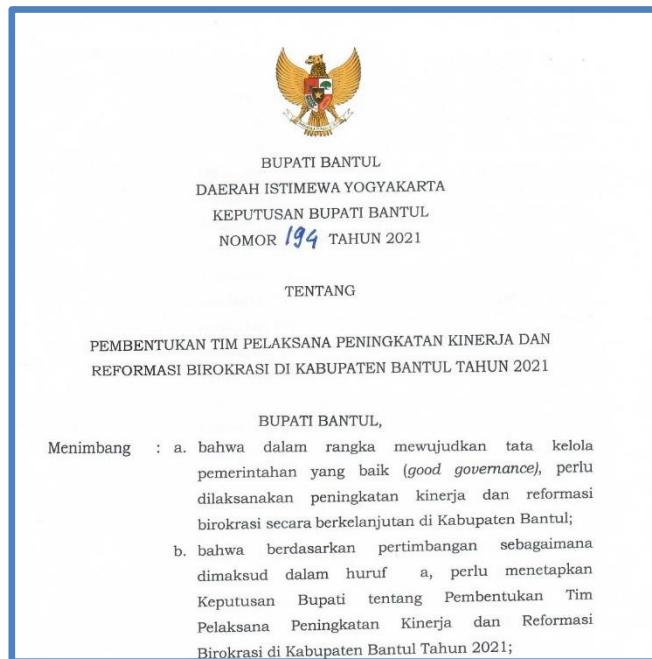 BUPATI BANTUL
DAERAH ISTIMEWA YOGYAKARTA
KEPUTUSAN BUPATI BANTUL
NOMOR 194 TAHUN 2021
TENTANG
PEMBENTUKAN TIM PELAKSANA PENINGKATAN KINERJA DAN
REFORMASI BIROKRASI DI KABUPATEN BANTUL TAHUN 2021
BUPATI BANTUL,
Menimbang : a. bahwa dalam rangka mewujudkan tata kelola
pemerintahan yang baik (good governance), perlu
dilaksanakan peningkatan kinerja dan reformasi
birokrasi secara berkelanjutan di Kabupaten Bantul;
b. bahwa berdasarkan pertimbangan sebagaimana
dimaksud dalam huruf a, perlu menetapkan
Keputusan Bupati tentang Pembentukan Tim
Pelaksana Peningkatan Kinerja dan Reformasi
Birokrasi di Kabupaten Bantul Tahun 2021;